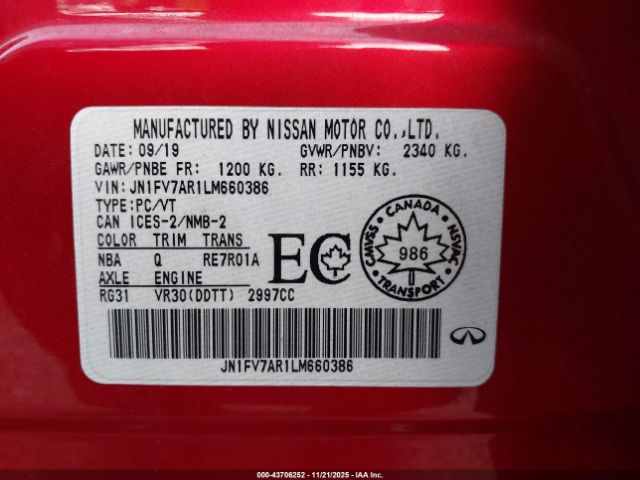 MANUFACTURED BY NISSAN MOTOR CO.,LTD.
DATE: 09/19 GVWR/PNBV: 2340 KG.
GAWR/PNBE FR: 1200 KG. RR: 1155 KG.
VIN: JN1FV7AR1LM660386
TYPE: PC/VT
CAN ICES-2/NMB-2
COLOR TRIM TRANS
NBA Q RE7R01A
AXLE ENGINE
RG31 VR30(DDTT) 2997CC
EC
CANADA
CMVSS 986 NSVAC
TRANSPORT
JN1FV7AR1LM660386
000-43706252 - 11/21/2025 - IAA Inc.